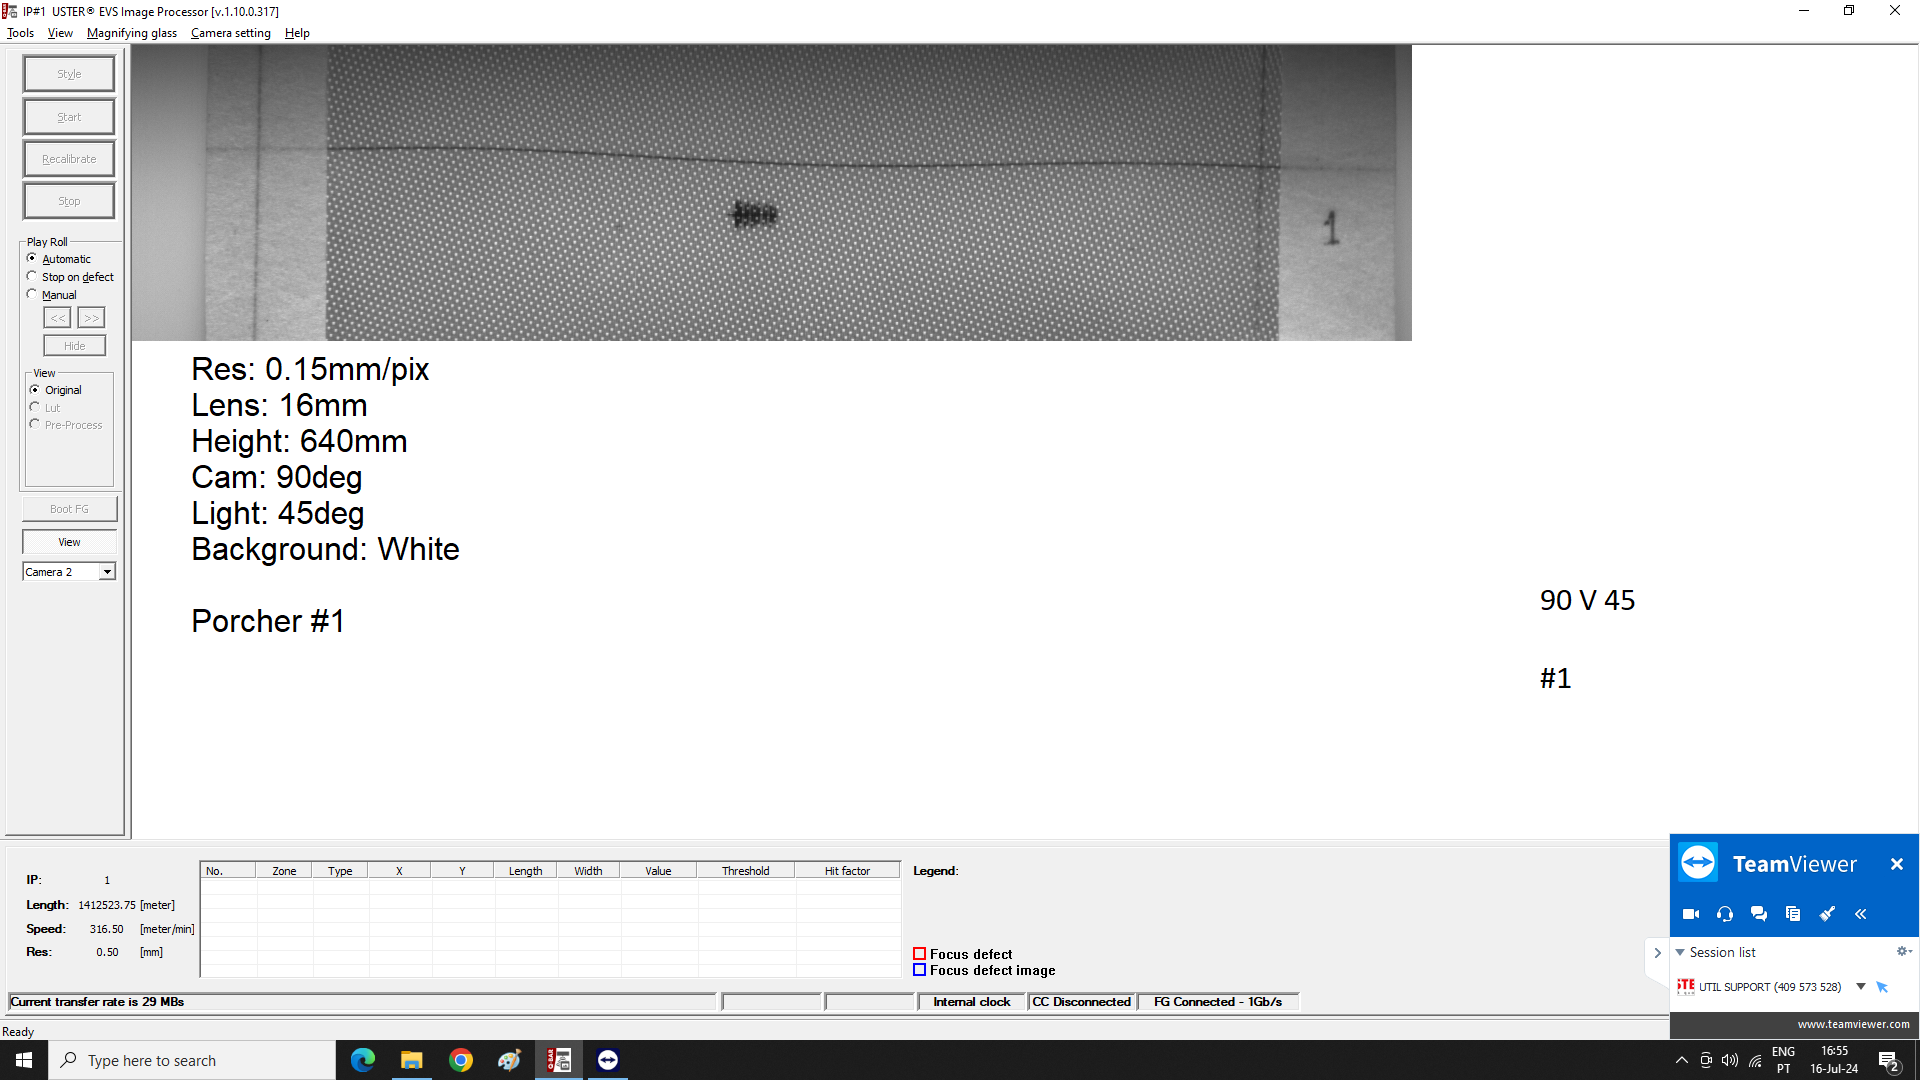 IP#1 USTER® EVS Image Processor [v.1.10.0.317]
Tools View Magnifying glass Camera setting Help
Style
Start
Recalibrate
Stop
Play Roll
Automatic
Stop on defect
Manual
<< >>
Hide
View
Original
Lut
Pre-Process
Boot FG
View
Camera 2
1
Res: 0.15mm/pix
Lens: 16mm
Height: 640mm
Cam: 90deg
Light: 45deg
Background: White
Porcher #1
90 V 45
#1
IP: 1
Length: 1412523.75 [meter]
Speed: 316.50 [meter/min]
Res: 0.50 [mm]
No. Zone Type X Y Length Width Value Threshold Hit factor
Legend:
Focus defect
Focus defect image
Current transfer rate is 29 MBs
Internal clock
CC Disconnected
FG Connected - 1Gb/s
Ready
TeamViewer
Session list
UTIL SUPPORT (409 573 528)
www.teamviewer.com
Type here to search
ENG
PT
16:55
16-Jul-24
2